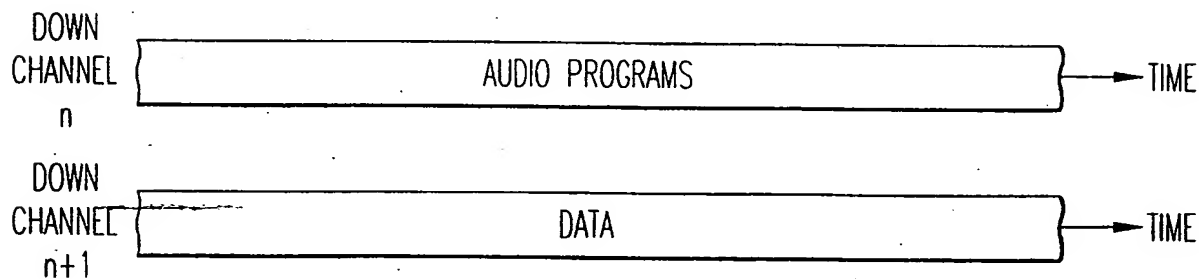 DOWN
CHANNEL
n
AUDIO PROGRAMS
TIME
DOWN
CHANNEL
n+1
DATA
TIME